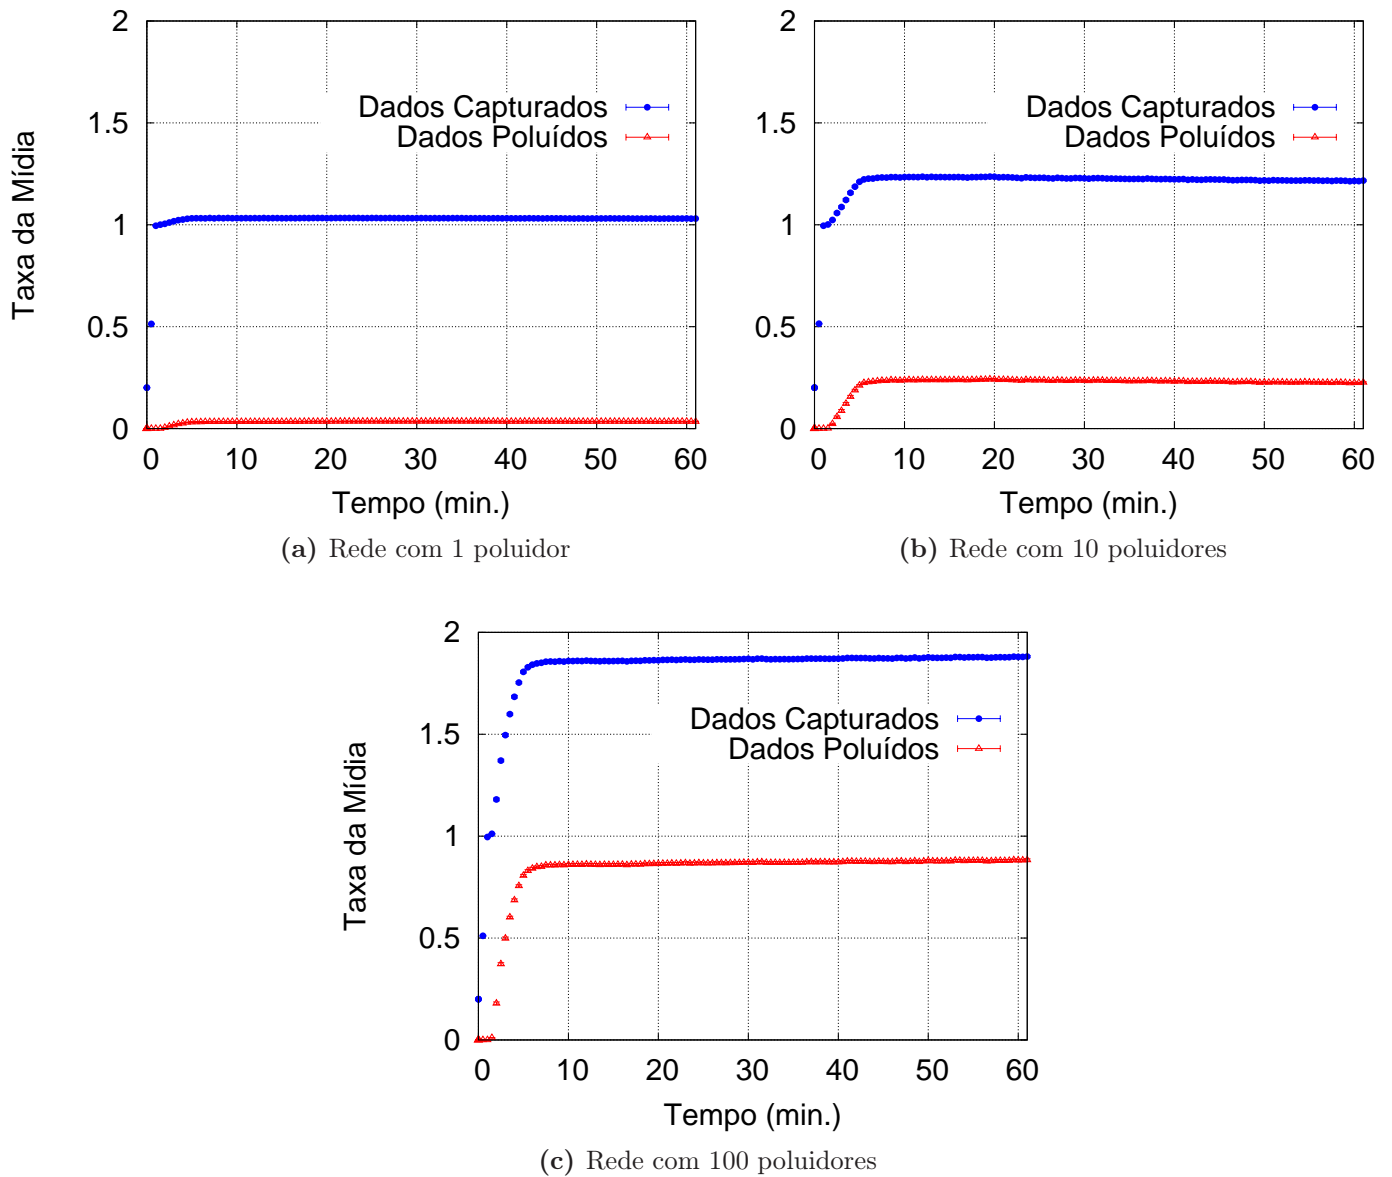 2
1.5
1
0.5
0
Taxa da Mídia
Dados Capturados
Dados Poluídos
0 10 20 30 40 50 60
Tempo (min.)
(a) Rede com 1 poluidor
2
1.5
1
0.5
0
Dados Capturados
Dados Poluídos
0 10 20 30 40 50 60
Tempo (min.)
(b) Rede com 10 poluidores
2
1.5
1
0.5
0
Taxa da Mídia
Dados Capturados
Dados Poluídos
0 10 20 30 40 50 60
Tempo (min.)
(c) Rede com 100 poluidores